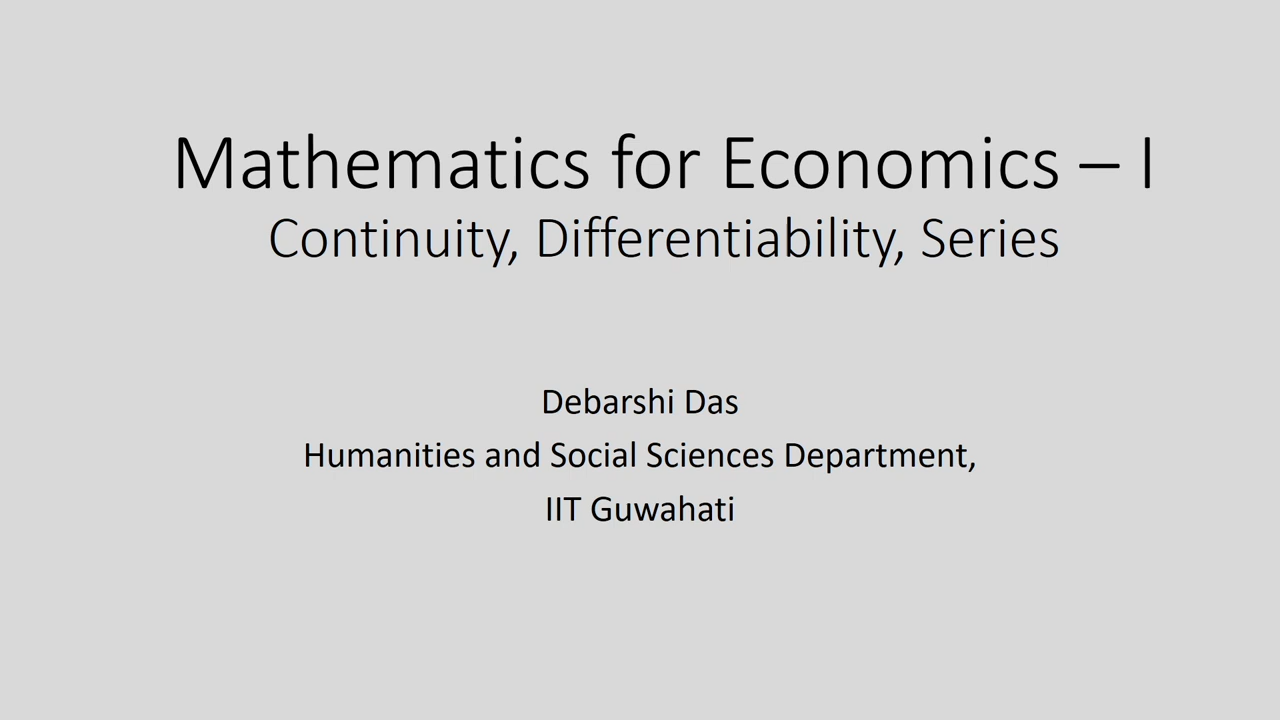 Mathematics for Economics – I
Continuity, Differentiability, Series
Debarshi Das
Humanities and Social Sciences Department,
IIT Guwahati